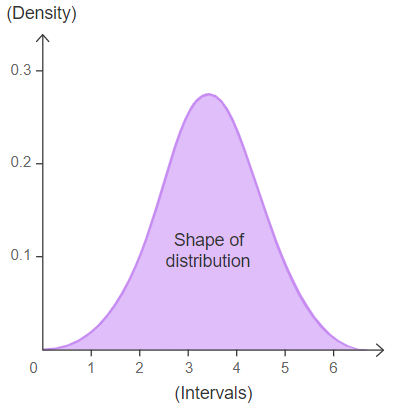 (Density)
0.3
0.2
0.1
Shape of
distribution
0 1 2 3 4 5 6
(Intervals)